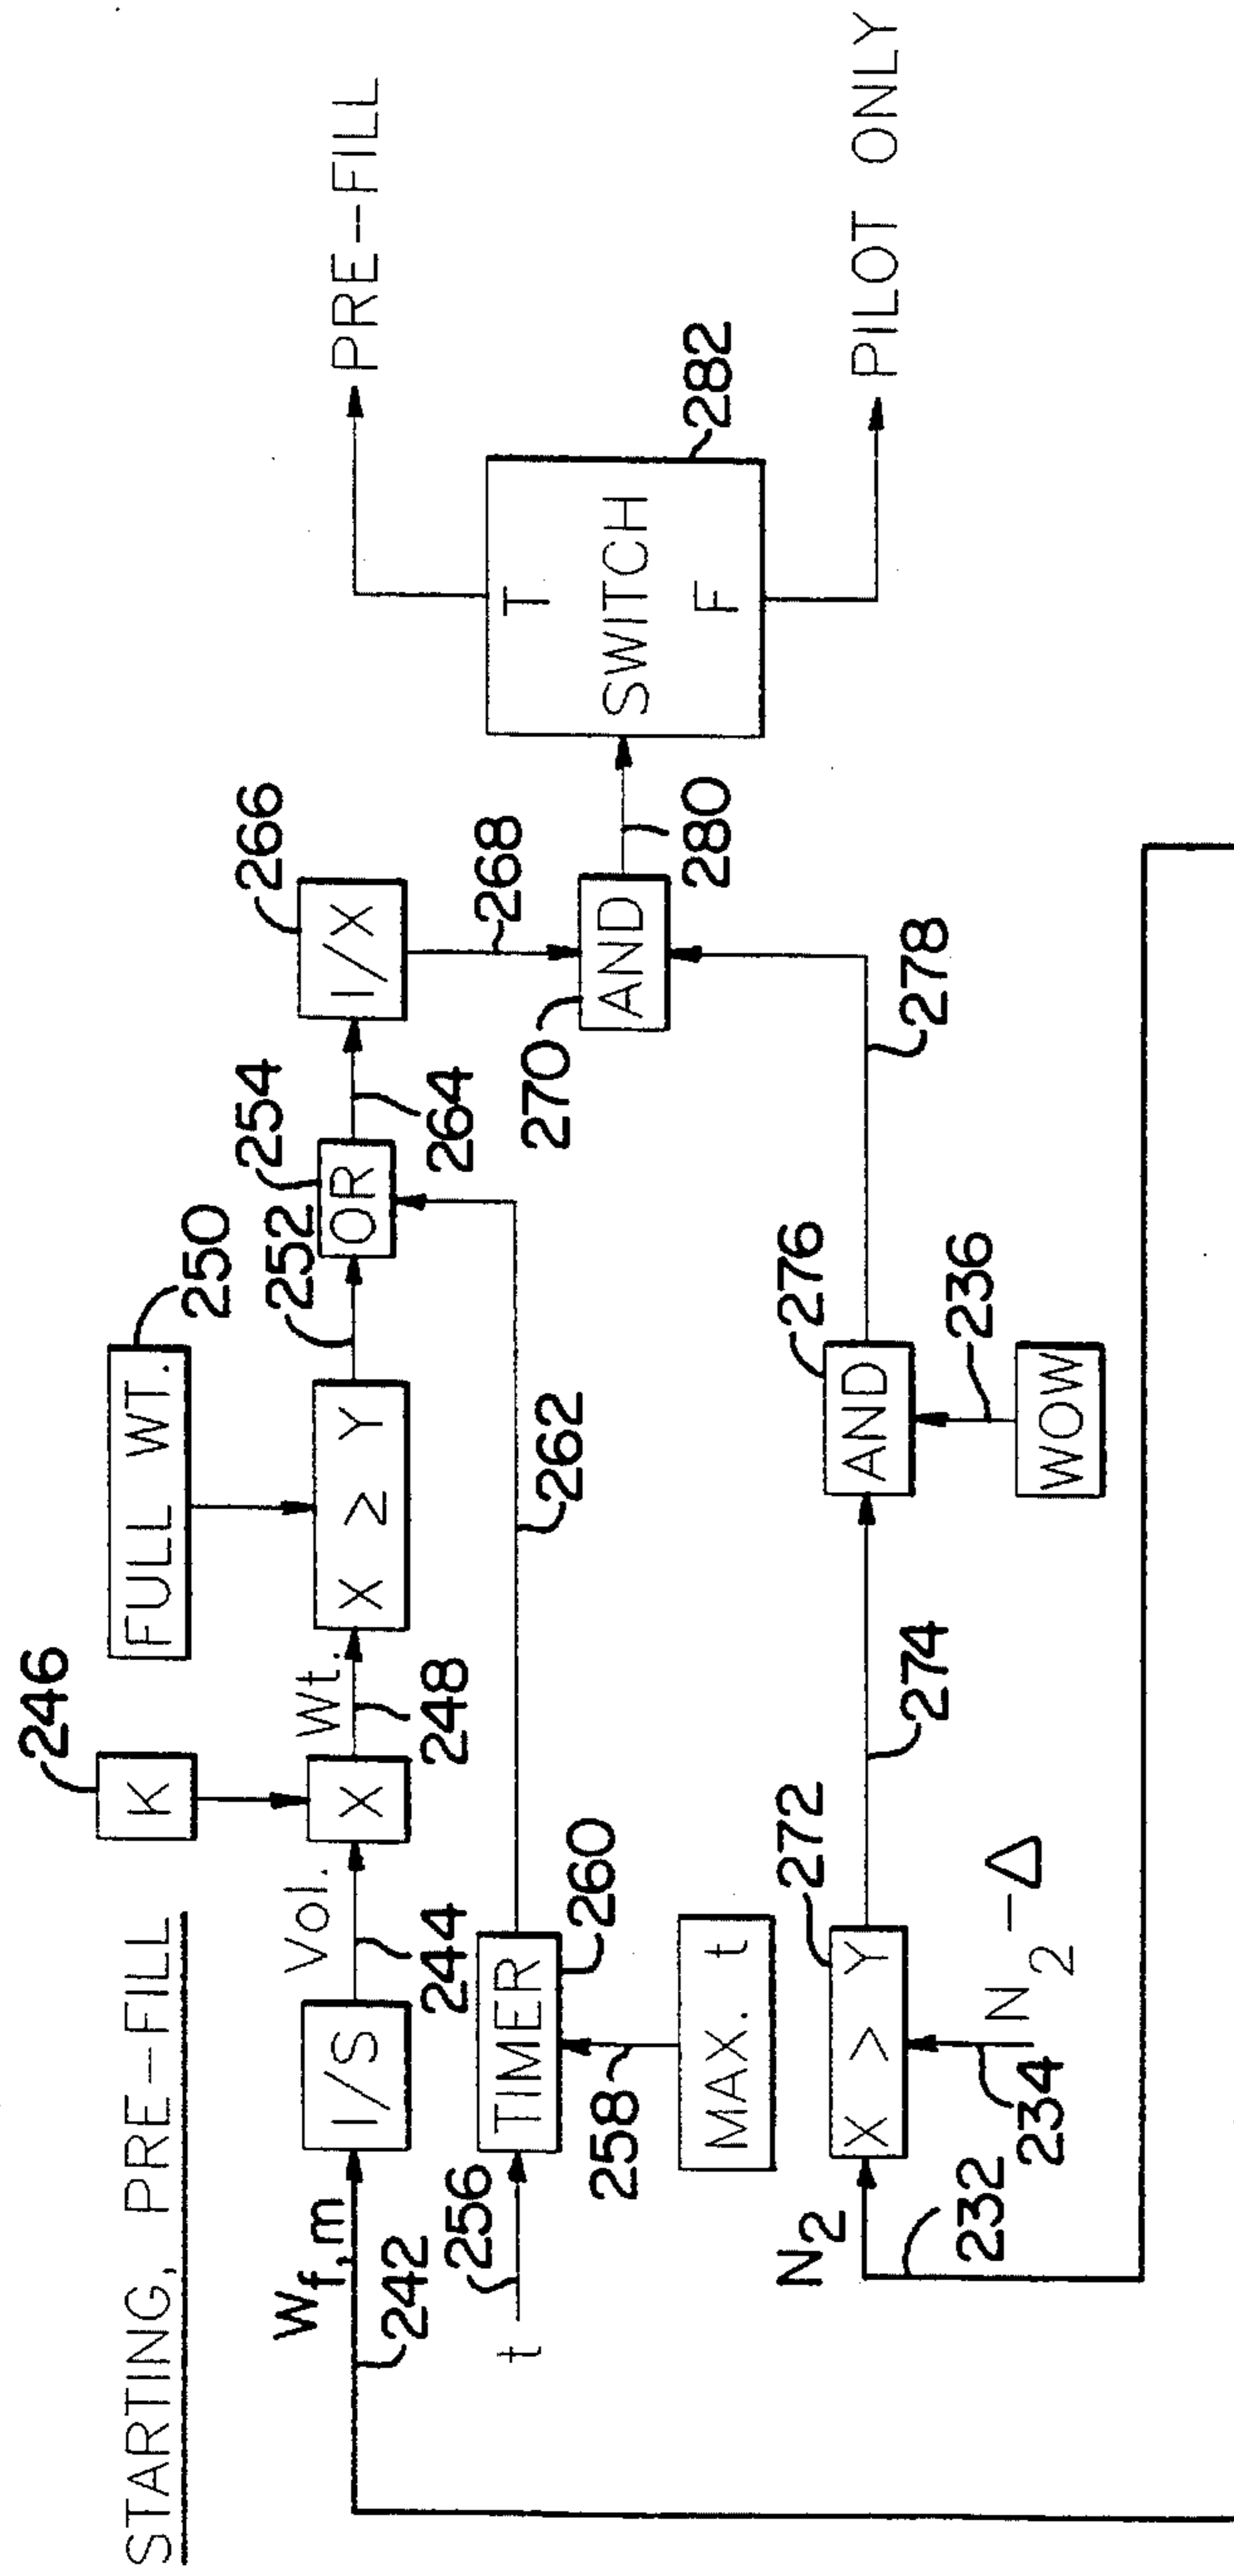 STARTING, PRE-FILL
246
K
FULL WT.
250
Wf,m
242
I/S
Vol.
244
X
Wt.
248
X ≥ Y
252
OR
254
264
I/X
266
268
PRE-FILL
t
256
TIMER
260
258
MAX. t
262
270
AND
280
T
SWITCH
F
282
PILOT ONLY
N2
232
X > Y
272
234
N2-Δ
274
AND
276
236
WOW
278